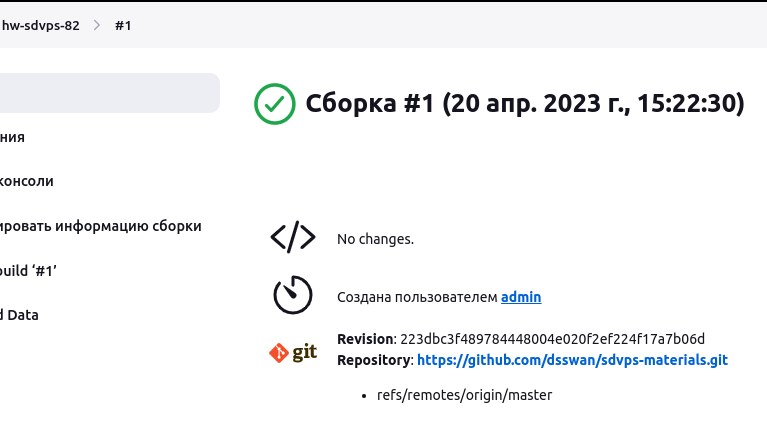 hw-sdvps-82 > #1
Сборка #1 (20 апр. 2023 г., 15:22:30)
ния
консоли
ировать информацию сборки
build ‘#1’
d Data
No changes.
Создана пользователем admin
git
Revision: 223dbc3f489784448004e020f2ef224f17a7b06d
Repository: https://github.com/dsswan/sdvps-materials.git
• refs/remotes/origin/master